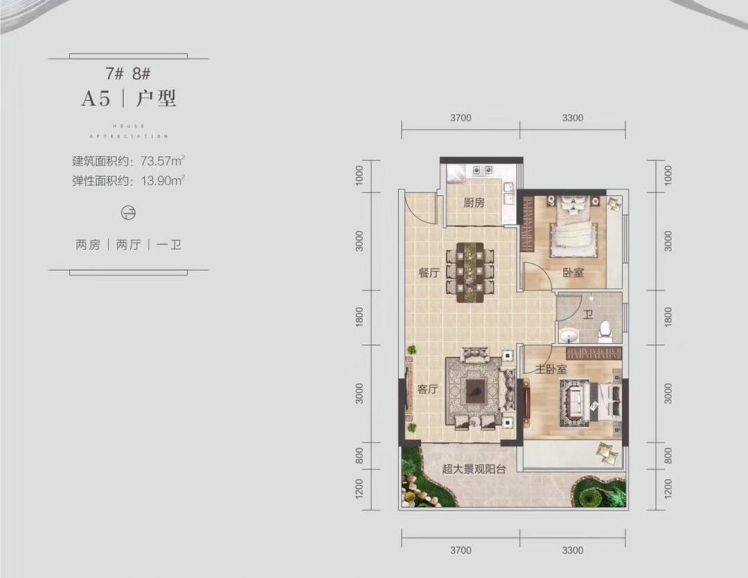 7# 8#
A5 | 户型
HOUSE
APPRECIATION
建筑面积约：73.57m²
弹性面积约：13.90m²
两房 | 两厅 | 一卫
3700 3300
1000
3000
1800
3000
800
1200
厨房
餐厅
卧室
卫
主卧室
客厅
超大景观阳台
1000
3000
1800
3000
800
1200
3700 3300